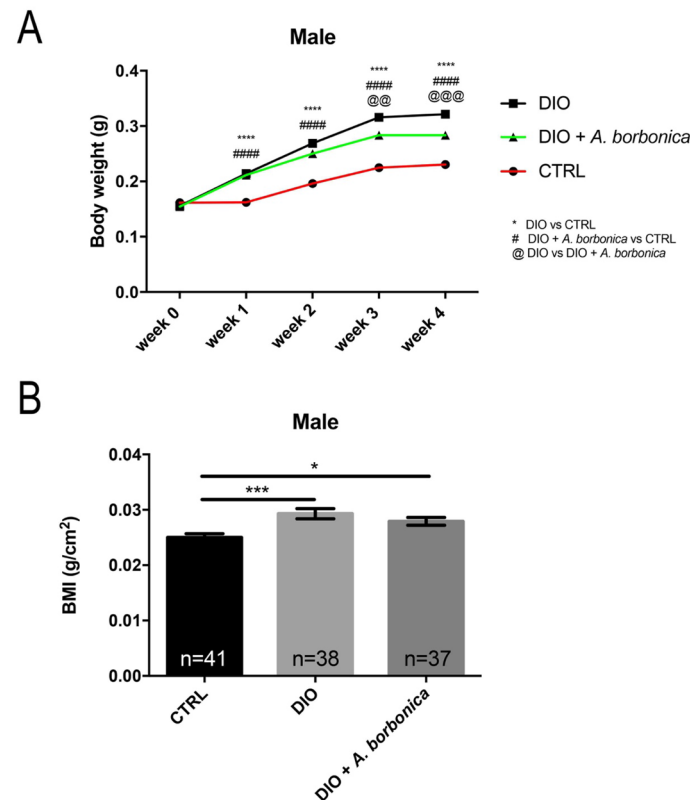 A
Male
Body weight (g)
0.4
0.3
0.2
0.1
0.0
****
####
****
####
****
####
@@
****
####
@@@
week 0
week 1
week 2
week 3
week 4
DIO
DIO + A. borbonica
CTRL
* DIO vs CTRL
# DIO + A. borbonica vs CTRL
@ DIO vs DIO + A. borbonica
B
Male
BMI (g/cm²)
0.04
0.03
0.02
0.01
0.00
*
***
n=41
n=38
n=37
CTRL
DIO
DIO + A. borbonica